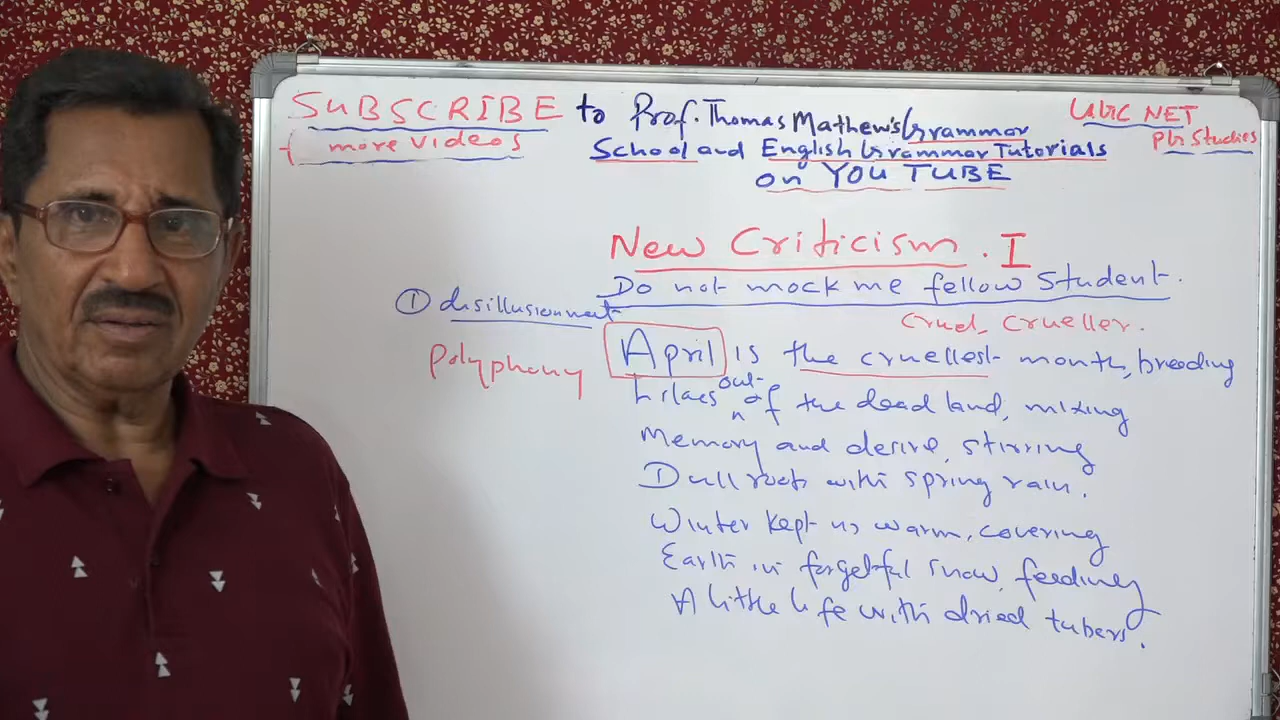 SUBSCRIBE to Prof. Thomas Mathew's Grammar
UGC NET
more videos
School and English Grammar Tutorials
PG Studies
on YOU TUBE
New Criticism. I
Do not mock me fellow Student.
① disillusionment
cruel, crueller.
Polyphony
April is the cruellest month, breeding
Lilacs out of the dead land, mixing
Memory and desire, stirring
Dull roots with spring rain.
Winter kept us warm, covering
Earth in forgetful snow, feeding
A little life with dried tubers.